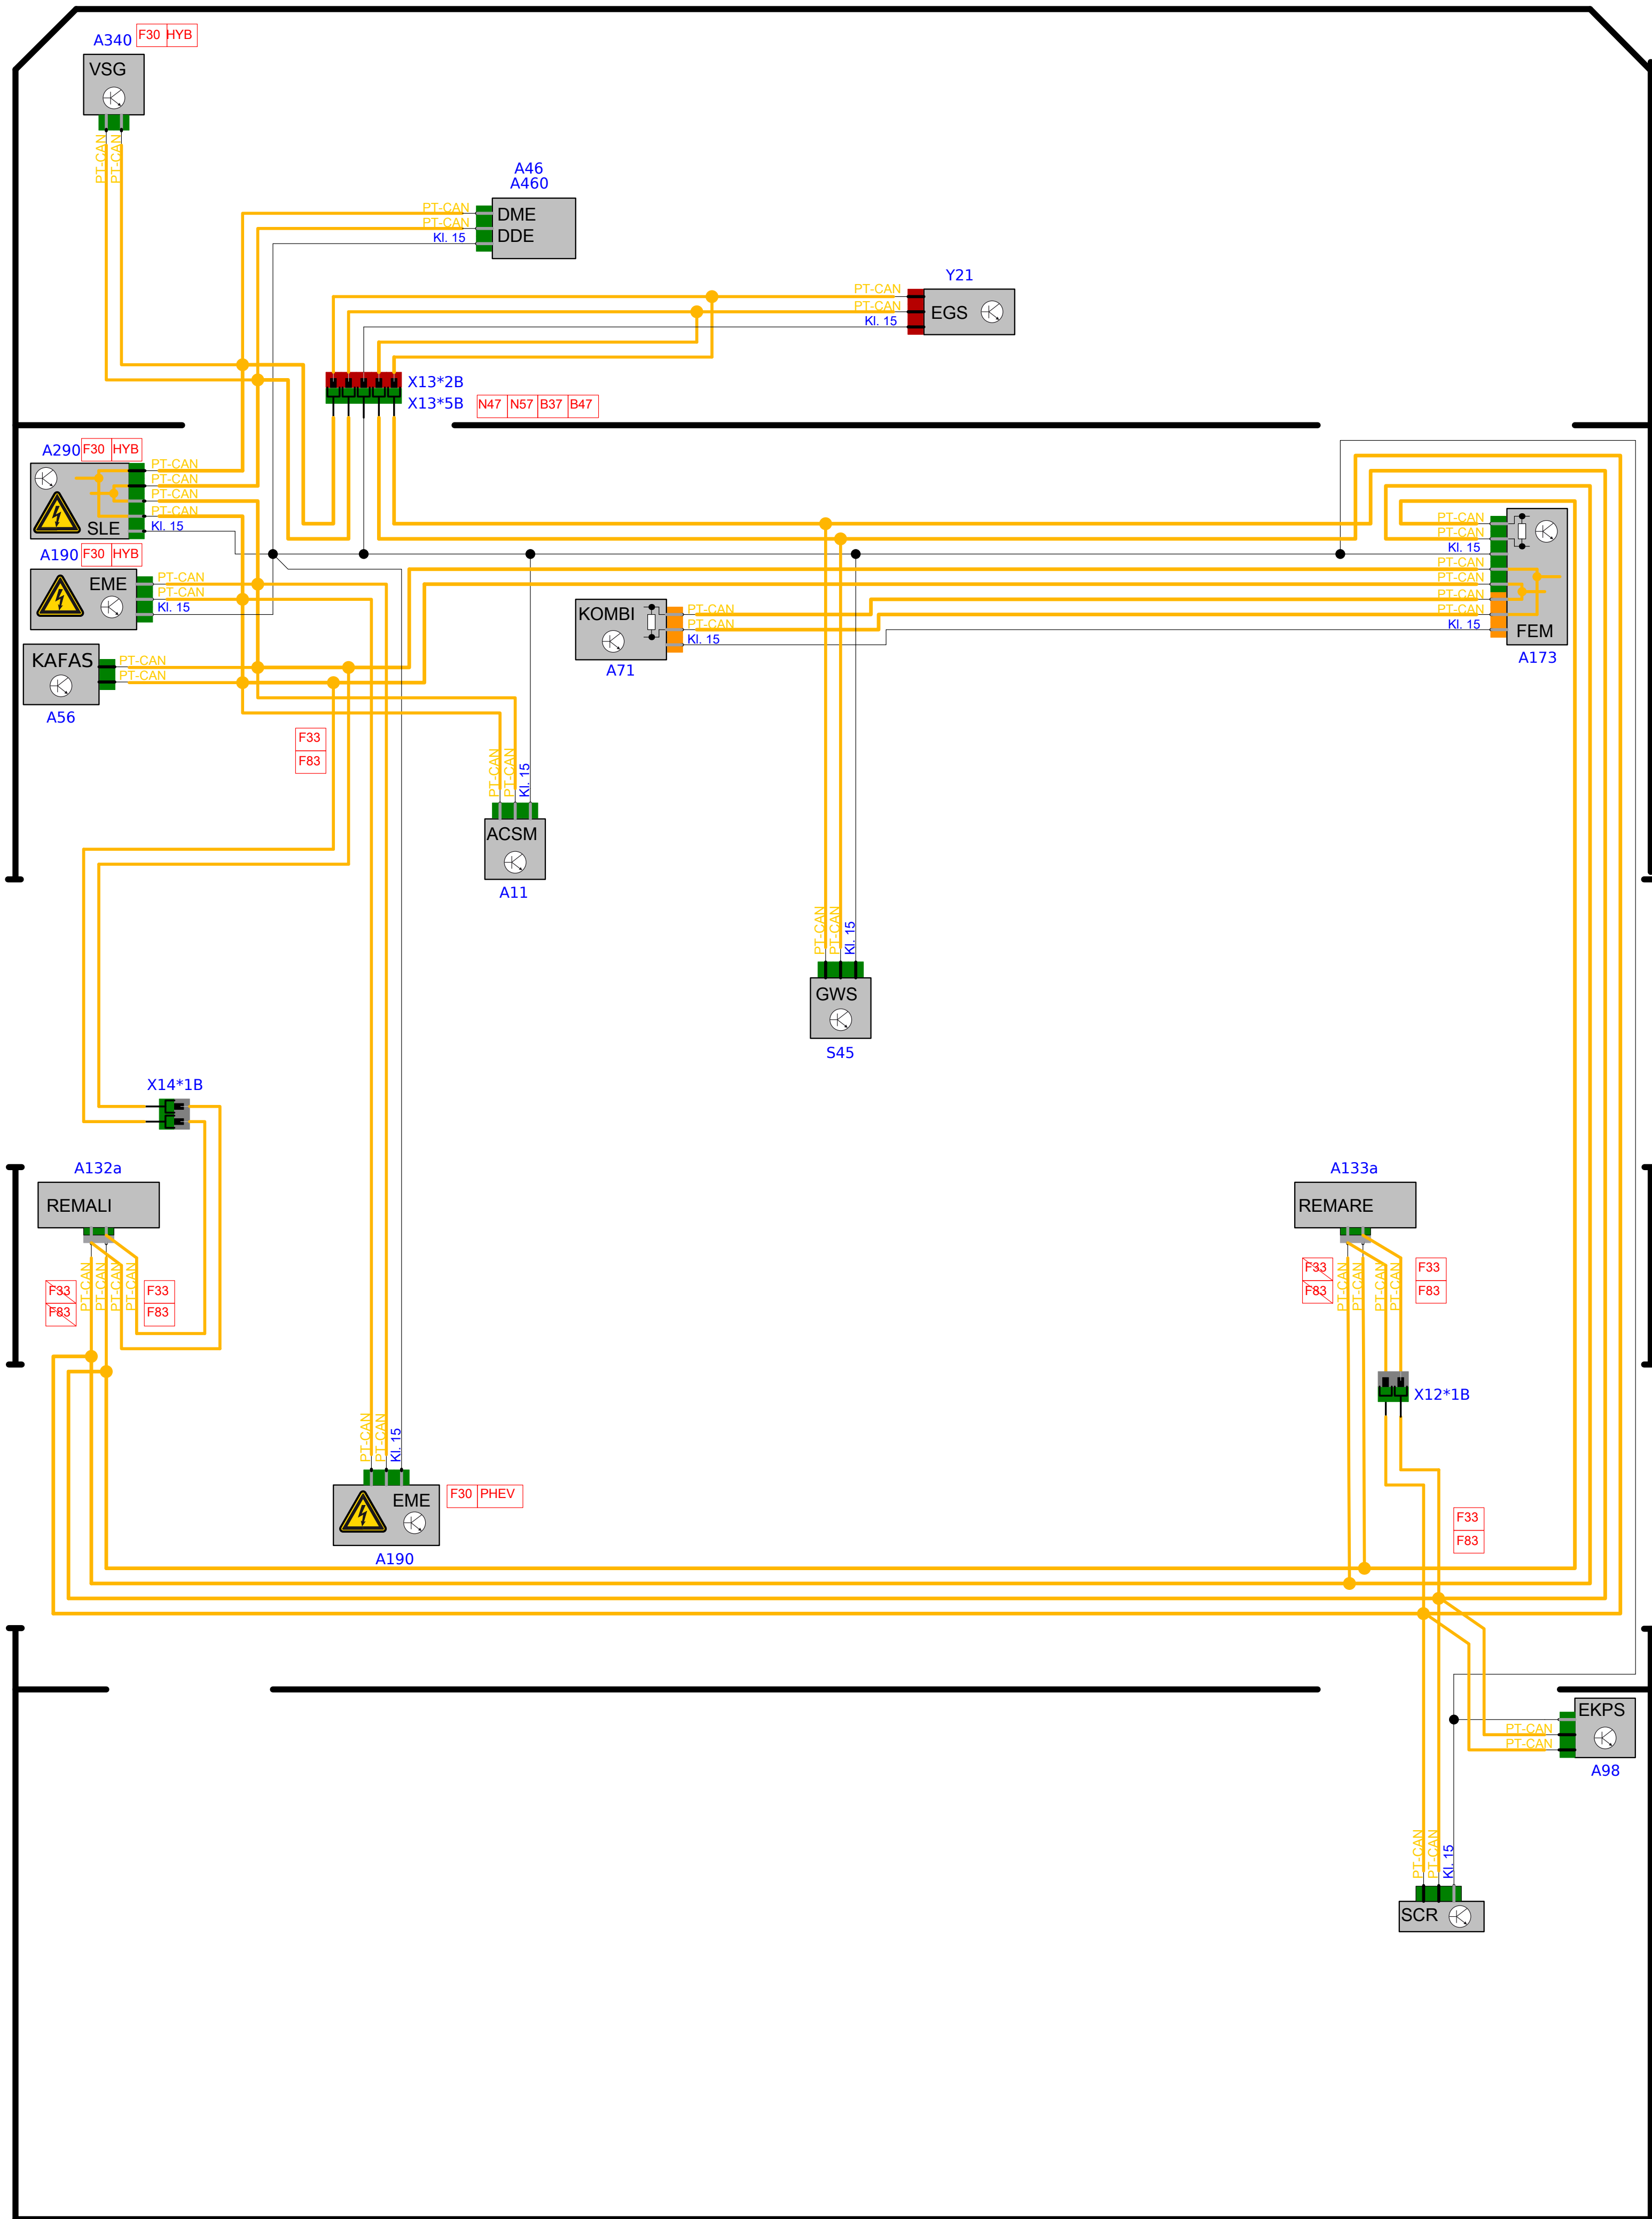 A340 F30 HYB
VSG
PT-CAN
PT-CAN
A46
A460
PT-CAN
PT-CAN
Kl. 15
DME
DDE
Y21
PT-CAN
PT-CAN
Kl. 15
EGS
X13*2B
X13*5B
N47 N57 B37 B47
A290 F30 HYB
PT-CAN
PT-CAN
PT-CAN
PT-CAN
Kl. 15
SLE
A190 F30 HYB
EME
PT-CAN
PT-CAN
Kl. 15
KAFAS
PT-CAN
PT-CAN
A56
KOMBI
PT-CAN
PT-CAN
Kl. 15
A71
PT-CAN
PT-CAN
Kl. 15
PT-CAN
PT-CAN
PT-CAN
PT-CAN
Kl. 15
FEM
A173
F33
F83
PT-CAN
PT-CAN
Kl. 15
ACSM
A11
PT-CAN
PT-CAN
Kl. 15
GWS
S45
X14*1B
A132a
REMALI
F33
F83
PT-CAN
PT-CAN
PT-CAN
PT-CAN
F33
F83
A133a
REMARE
F33
F83
PT-CAN
PT-CAN
PT-CAN
PT-CAN
F33
F83
X12*1B
PT-CAN
PT-CAN
Kl. 15
EME
F30 PHEV
A190
F33
F83
EKPS
PT-CAN
PT-CAN
A98
PT-CAN
PT-CAN
Kl. 15
SCR